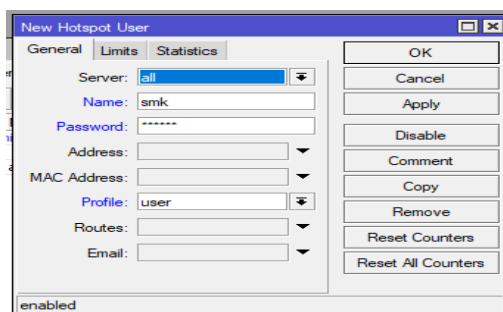 New Hotspot User
General Limits Statistics
Server: all
Name: smk
Password: ******
Address:
MAC Address:
Profile: user
Routes:
Email:
OK
Cancel
Apply
Disable
Comment
Copy
Remove
Reset Counters
Reset All Counters
enabled